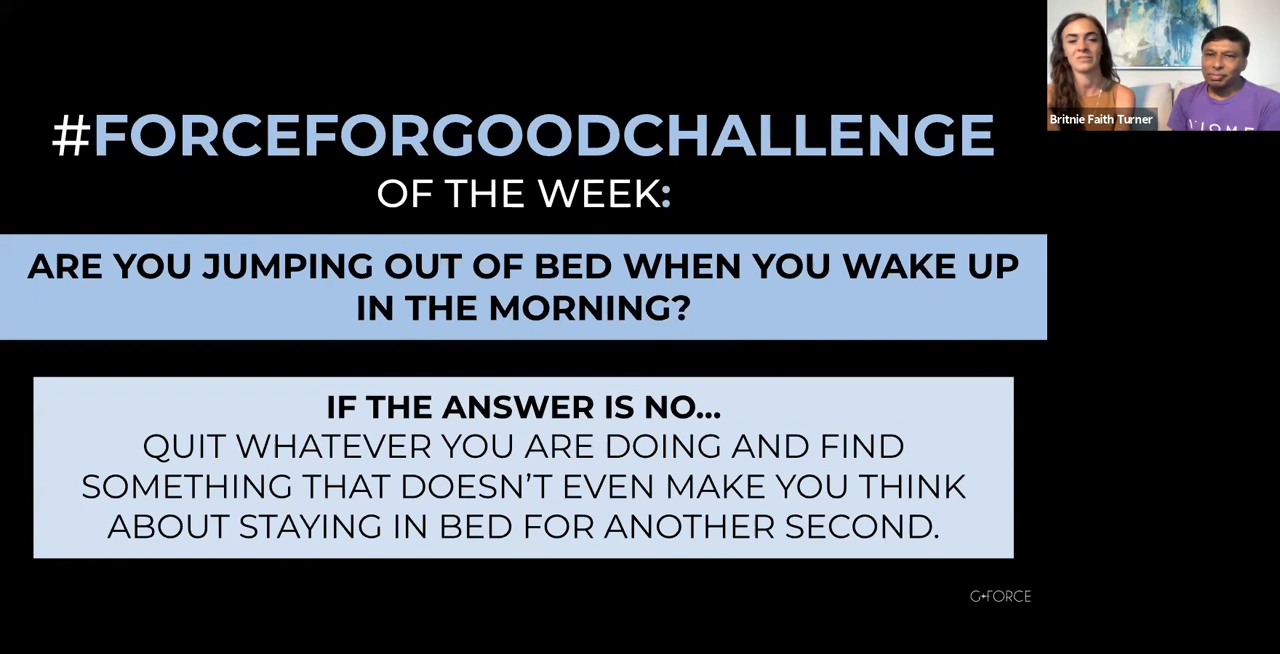 #FORCEFORGOODCHALLENGE
OF THE WEEK:
ARE YOU JUMPING OUT OF BED WHEN YOU WAKE UP
IN THE MORNING?
IF THE ANSWER IS NO...
QUIT WHATEVER YOU ARE DOING AND FIND
SOMETHING THAT DOESN'T EVEN MAKE YOU THINK
ABOUT STAYING IN BED FOR ANOTHER SECOND.
G+FORCE
Britnie Faith Turner